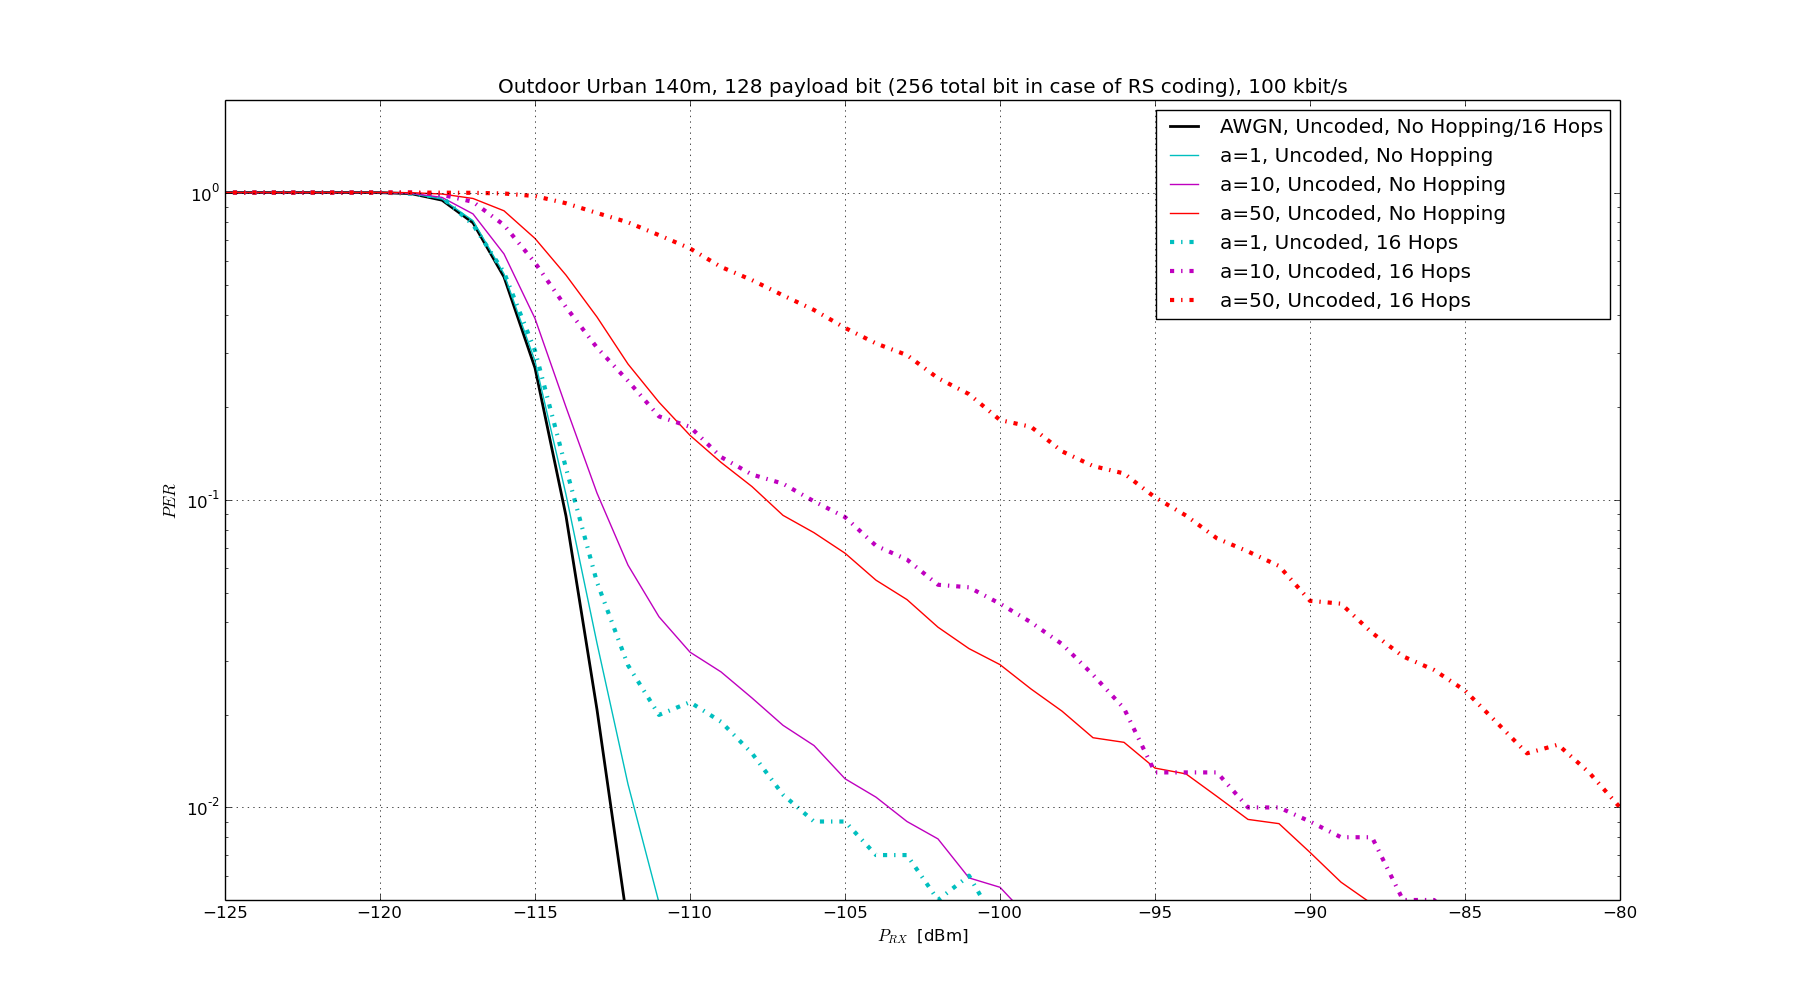 Outdoor Urban 140m, 128 payload bit (256 total bit in case of RS coding), 100 kbit/s
AWGN, Uncoded, No Hopping/16 Hops
a=1, Uncoded, No Hopping
a=10, Uncoded, No Hopping
a=50, Uncoded, No Hopping
a=1, Uncoded, 16 Hops
a=10, Uncoded, 16 Hops
a=50, Uncoded, 16 Hops
10^0
10^-1
10^-2
PER
−125 −120 −115 −110 −105 −100 −95 −90 −85 −80
P_RX [dBm]